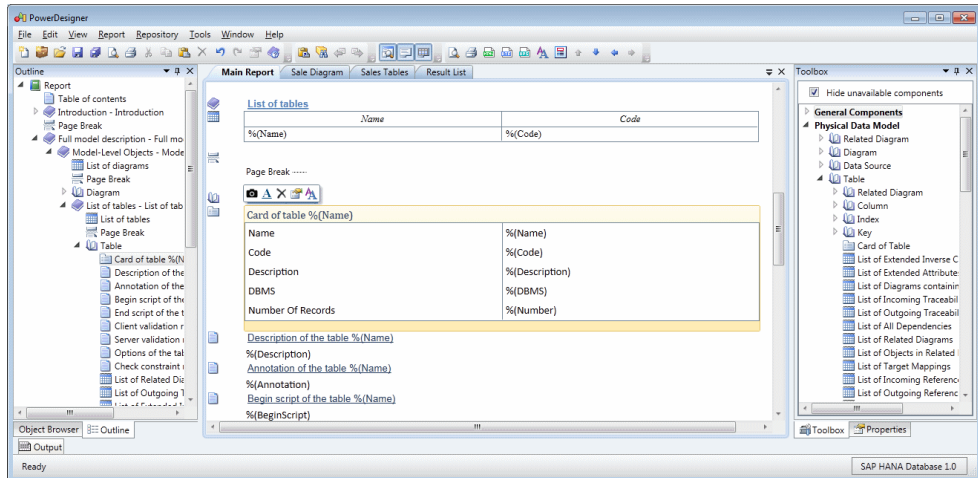 PowerDesigner
File Edit View Report Repository Tools Window Help
Outline
Report
Table of contents
Introduction - Introduction
Page Break
Full model description - Full mo
Model-Level Objects - Mode
List of diagrams
Page Break
Diagram
List of tables - List of tab
List of tables
Page Break
Table
Card of table %(N
Description of the
Annotation of the
Begin script of the
End script of the t
Client validation r
Server validation
Options of the tab
Check constraint
List of Related Dia
List of Outgoing T
Object Browser Outline
Main Report Sale Diagram Sales Tables Result List
List of tables
Name Code
%(Name) %(Code)
Page Break ------
Card of table %(Name)
Name %(Name)
Code %(Code)
Description %(Description)
DBMS %(DBMS)
Number Of Records %(Number)
Description of the table %(Name)
%(Description)
Annotation of the table %(Name)
%(Annotation)
Begin script of the table %(Name)
%(BeginScript)
Toolbox
Hide unavailable components
General Components
Physical Data Model
Related Diagram
Diagram
Data Source
Table
Related Diagram
Column
Index
Key
Card of Table
List of Extended Inverse C
List of Extended Attribute
List of Diagrams containin
List of Incoming Traceabil
List of Outgoing Traceabil
List of All Dependencies
List of Related Diagrams
List of Objects in Related
List of Target Mappings
List of Incoming Referenc
List of Outgoing Referenc
Toolbox Properties
Output
Ready SAP HANA Database 1.0